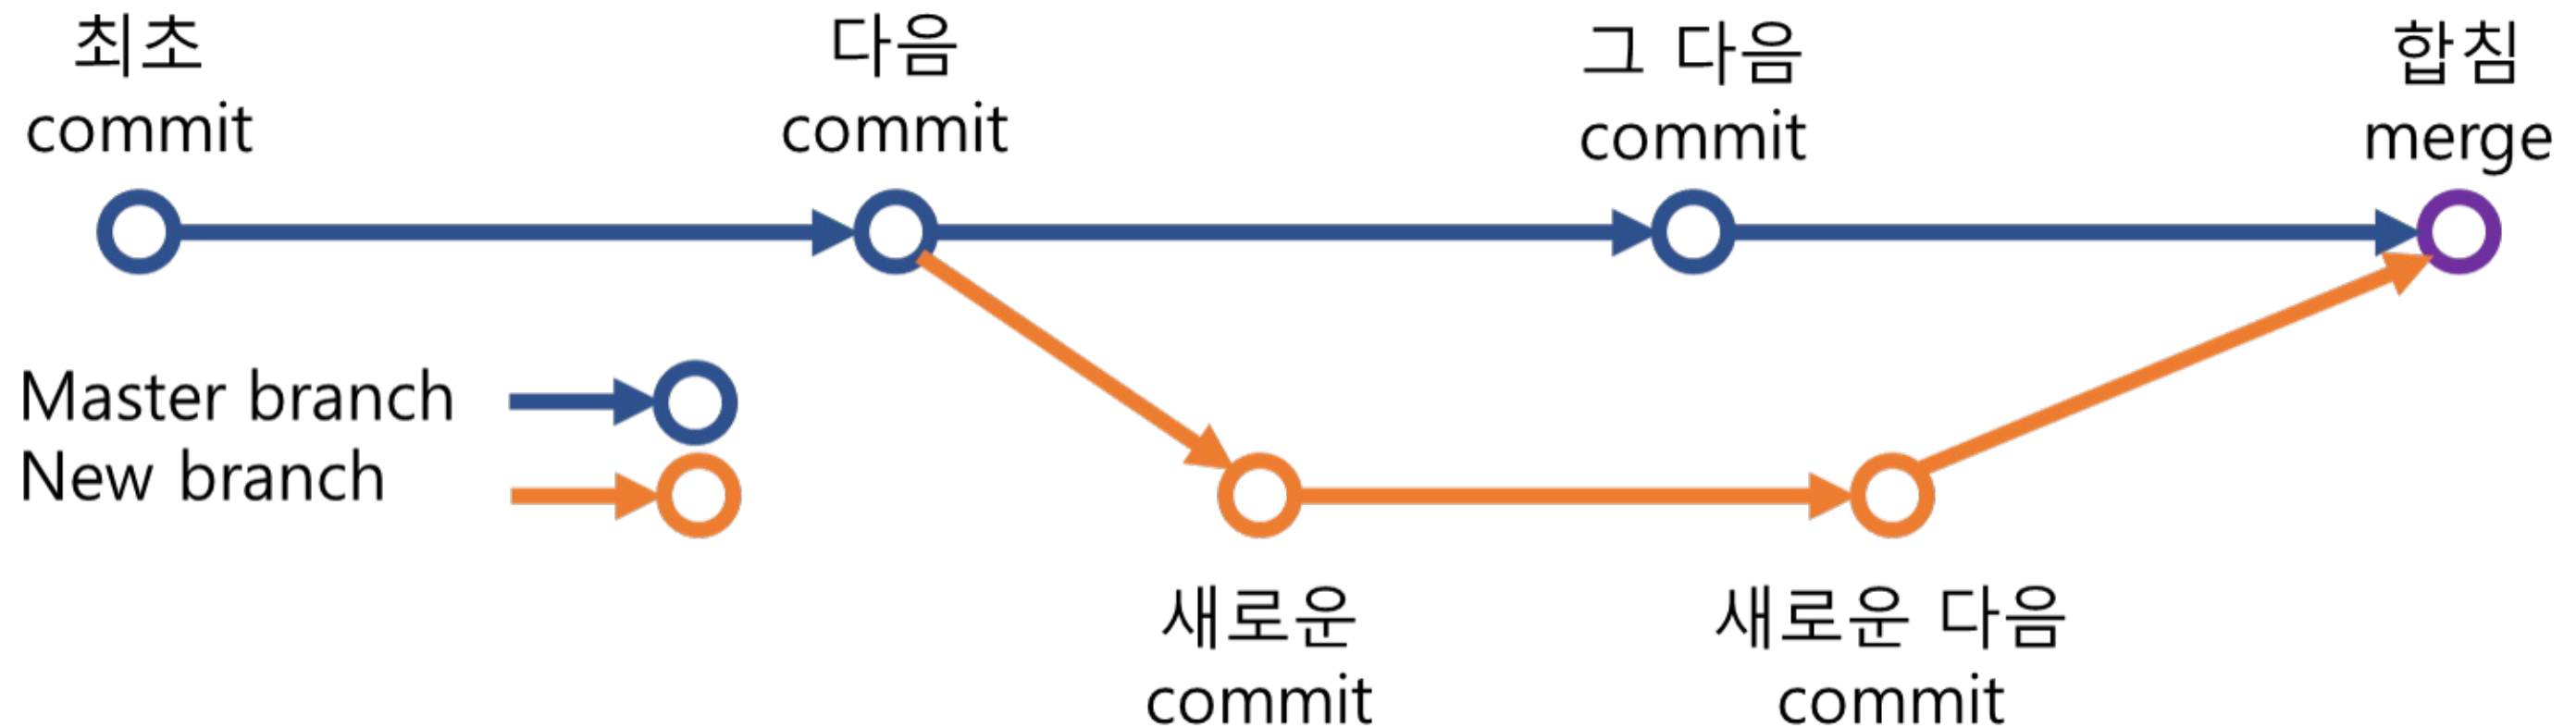 최초
commit
다음
commit
그 다음
commit
합침
merge
Master branch
New branch
새로운
commit
새로운 다음
commit